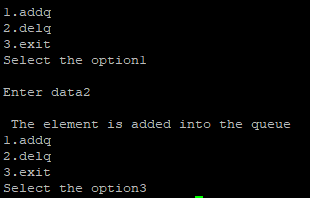 1.addq
2.delq
3.exit
Select the option1
Enter data2
The element is added into the queue
1.addq
2.delq
3.exit
Select the option3